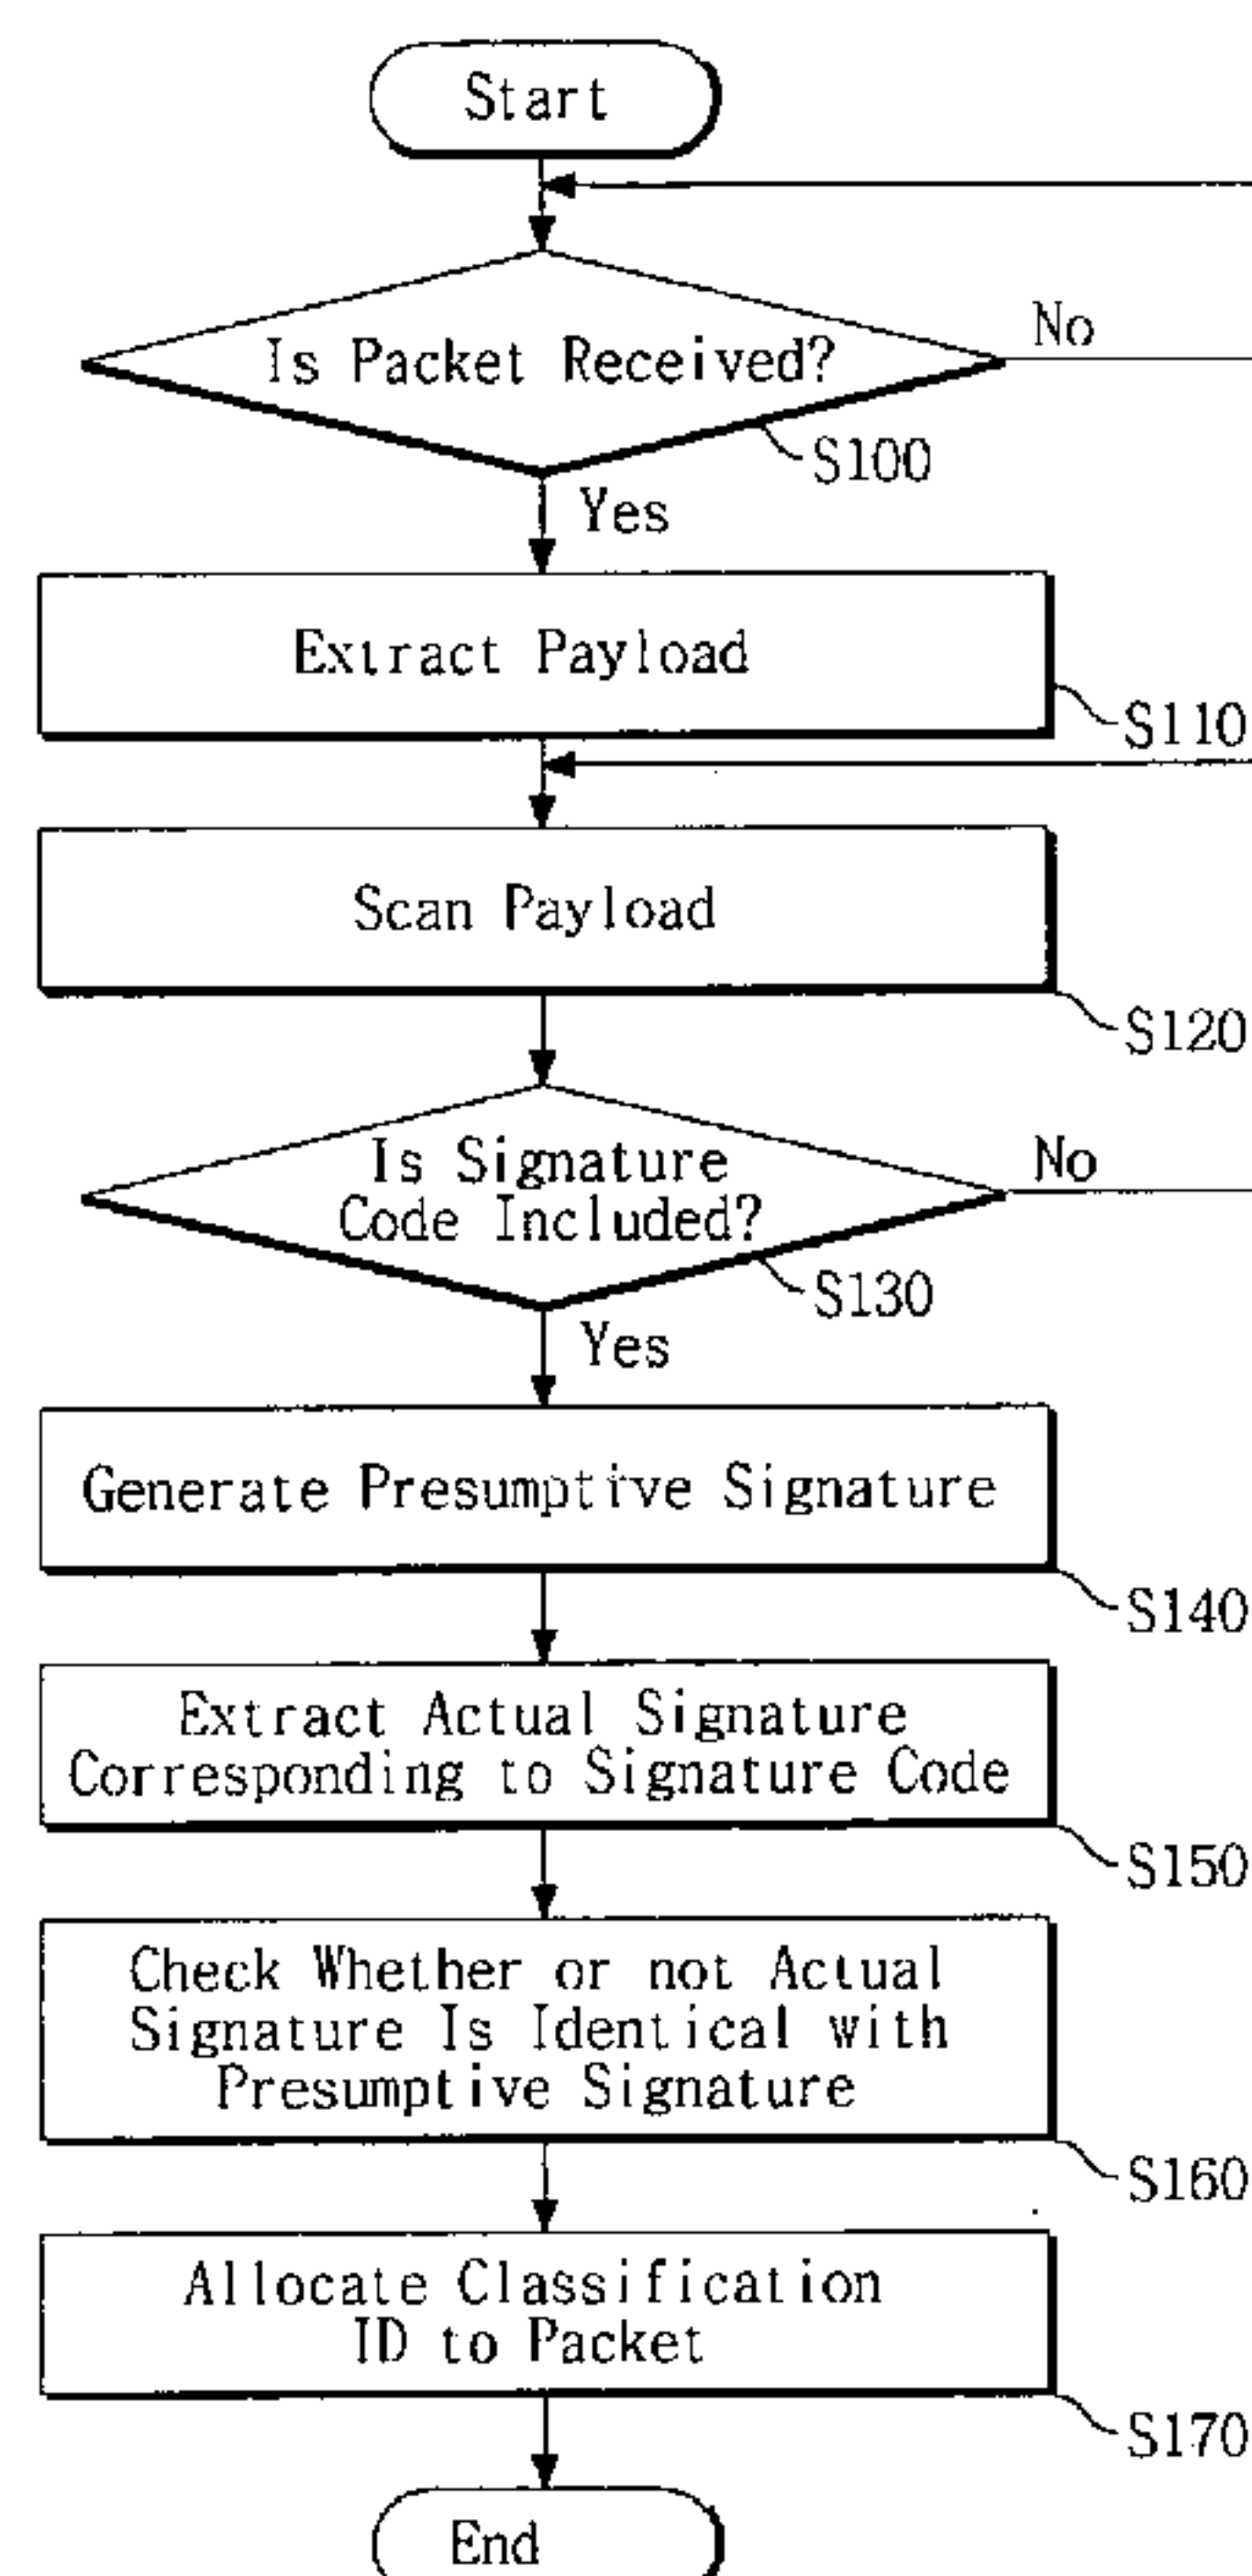 Start
Is Packet Received?
No
S100
Yes
Extract Payload
S110
Scan Payload
S120
Is Signature
Code Included?
No
S130
Yes
Generate Presumptive Signature
S140
Extract Actual Signature
Corresponding to Signature Code
S150
Check Whether or not Actual
Signature Is Identical with
Presumptive Signature
S160
Allocate Classification
ID to Packet
S170
End